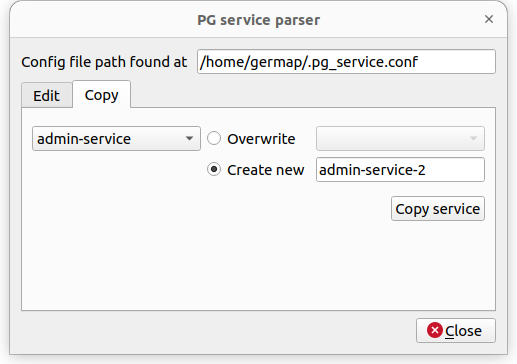 PG service parser
Config file path found at /home/germap/.pg_service.conf
Edit Copy
admin-service Overwrite
Create new admin-service-2
Copy service
Close